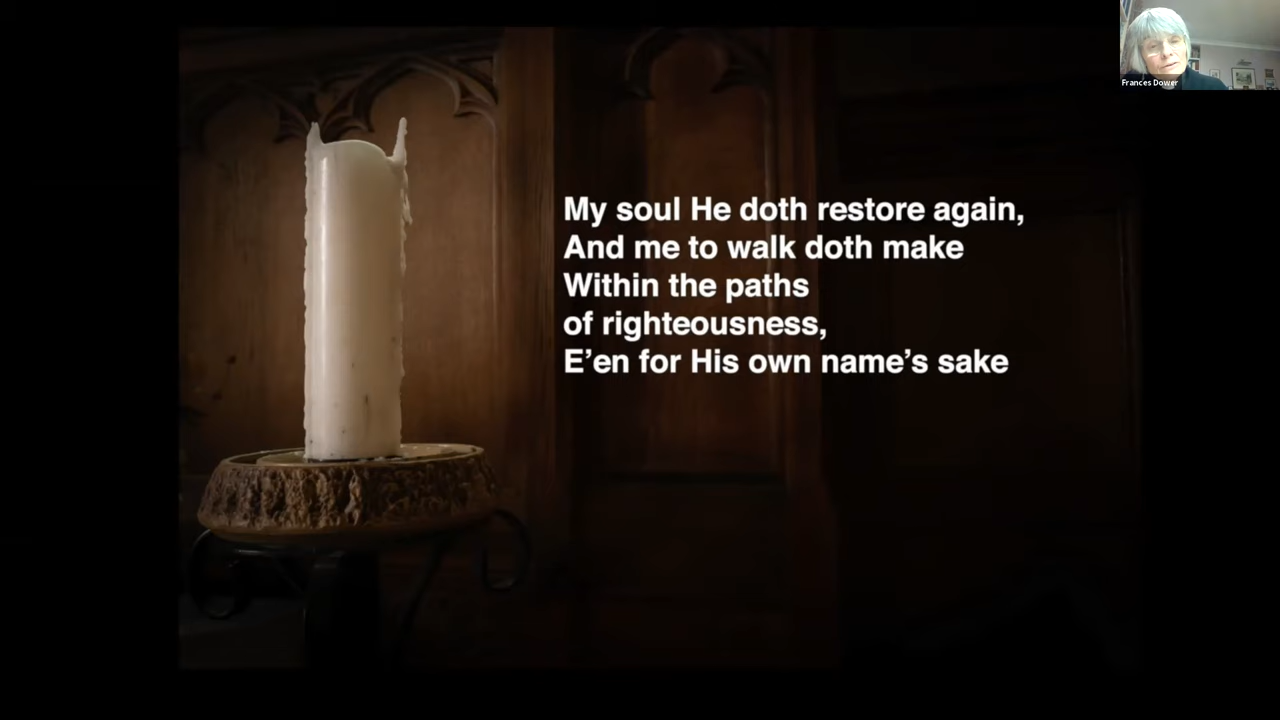 Frances Dower
My soul He doth restore again,
And me to walk doth make
Within the paths
of righteousness,
E’en for His own name’s sake